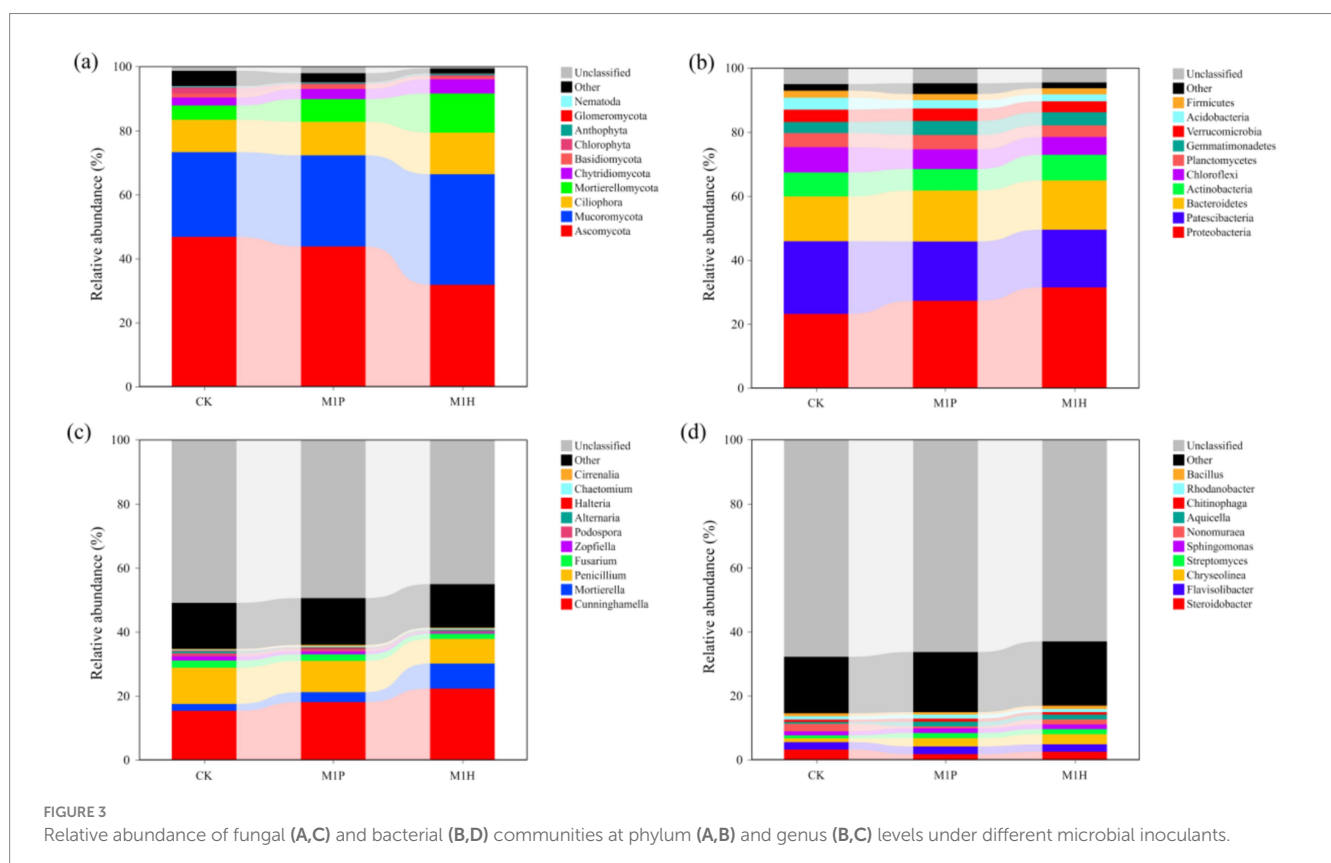 (a)
Relative abundance (%)
100
80
60
40
20
0
CK
M1P
M1H
Unclassified
Other
Nematoda
Glomeromycota
Anthophyta
Chlorophyta
Basidiomycota
Chytridiomycota
Mortierellomycota
Ciliophora
Mucoromycota
Ascomycota
(b)
Relative abundance (%)
100
80
60
40
20
0
CK
M1P
M1H
Unclassified
Other
Firmicutes
Acidobacteria
Verrucomicrobia
Gemmatimonadetes
Planctomycetes
Chloroflexi
Actinobacteria
Bacteroidetes
Patescibacteria
Proteobacteria
(c)
Relative abundance (%)
100
80
60
40
20
0
CK
M1P
M1H
Unclassified
Other
Cirrenalia
Chaetomium
Halteria
Alternaria
Podospora
Zopfiella
Fusarium
Penicillium
Mortierella
Cunninghamella
(d)
Relative abundance (%)
100
80
60
40
20
0
CK
M1P
M1H
Unclassified
Other
Bacillus
Rhodanobacter
Chitinophaga
Aquicella
Nonomuraea
Sphingomonas
Streptomyces
Chryseolinea
Flavisolibacter
Steroidobacter
FIGURE 3
Relative abundance of fungal (A,C) and bacterial (B,D) communities at phylum (A,B) and genus (B,C) levels under different microbial inoculants.